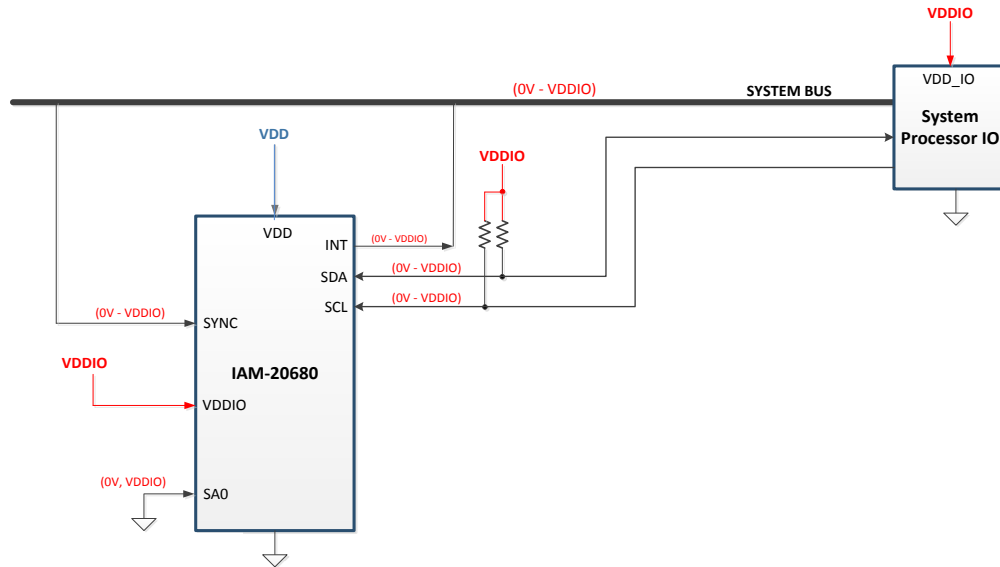 VDDIO
VDD_IO
(0V - VDDIO)
SYSTEM BUS
System
Processor IO
VDD
VDDIO
VDD
INT
(0V - VDDIO)
SDA
(0V - VDDIO)
SCL
(0V - VDDIO)
(0V - VDDIO)
SYNC
IAM-20680
VDDIO
VDDIO
(0V, VDDIO)
SA0